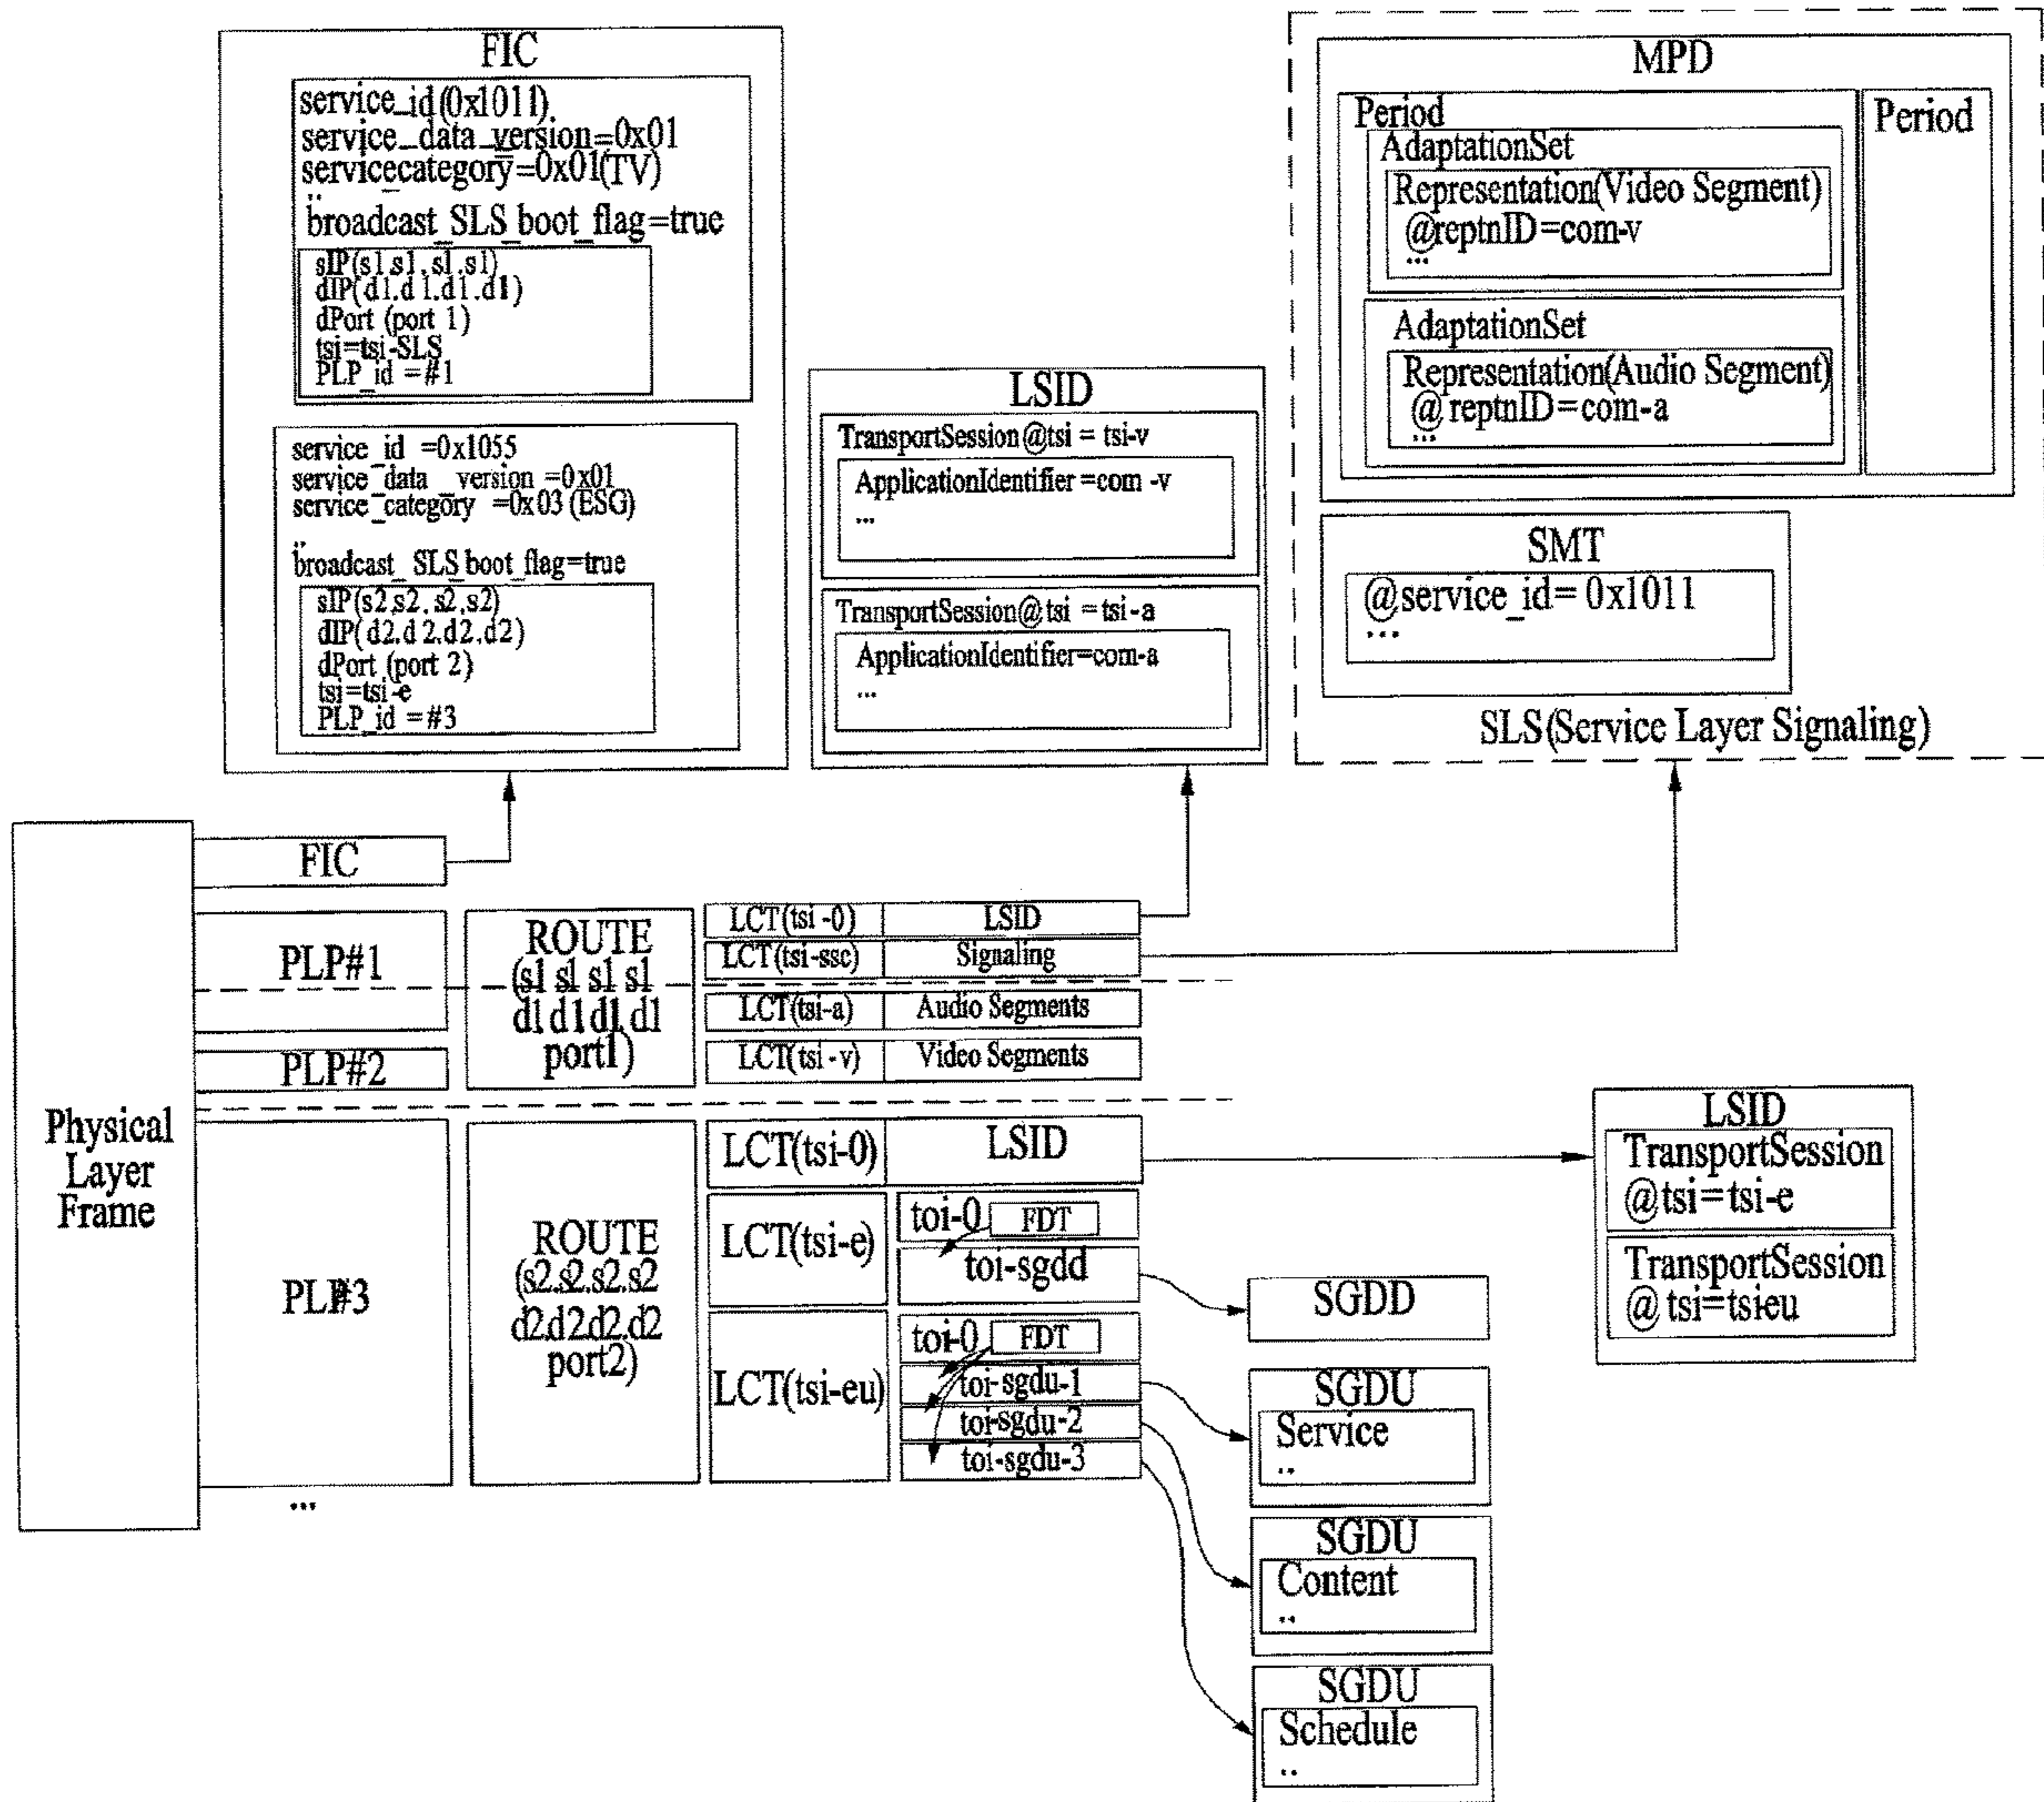 FIC
service_id(0x1011)
service_data_version=0x01
servicecategory=0x01(TV)
..
broadcast_SLS_boot_flag=true
sIP(s1,s1,s1,s1)
dIP(d1.d1.d1.d1)
dPort (port 1)
tsi=tsi-SLS
PLP_id =#1
service_id =0x1055
service_data_version =0x01
service_category =0x03 (ESG)
..
broadcast_SLS boot_flag=true
sIP(s2,s2,s2,s2)
dIP(d2.d2.d2.d2)
dPort (port 2)
tsi=tsi-e
PLP_id =#3
LSID
TransportSession@tsi = tsi-v
ApplicationIdentifier=com -v
...
TransportSession@tsi = tsi-a
ApplicationIdentifier=com-a
...
MPD
Period
AdaptationSet
Representation(Video Segment)
@reptnID=com-v
...
AdaptationSet
Representation(Audio Segment)
@ reptnID=com-a
...
Period
SMT
@service_id= 0x1011
...
SLS(Service Layer Signaling)
Physical
Layer
Frame
FIC
PLP#1
PLP#2
PLP#3
...
ROUTE
(s1 s1 s1 s1
d1 d1 d1 d1
port1)
LCT(tsi -0)
LSID
LCT(tsi-ssc)
Signaling
LCT(tsi-a)
Audio Segments
LCT(tsi -v)
Video Segments
ROUTE
(s2.s2.s2.s2
d2.d2.d2.d2
port2)
LCT(tsi-0)
LSID
LCT(tsi-e)
toi-0 FDT
toi-sgdd
LCT(tsi-eu)
toi-0 FDT
toi-sgdu-1
toi-sgdu-2
toi-sgdu-3
LSID
TransportSession
@tsi=tsi-e
TransportSession
@ tsi=tsieu
SGDD
SGDU
Service
..
SGDU
Content
..
SGDU
Schedule
..